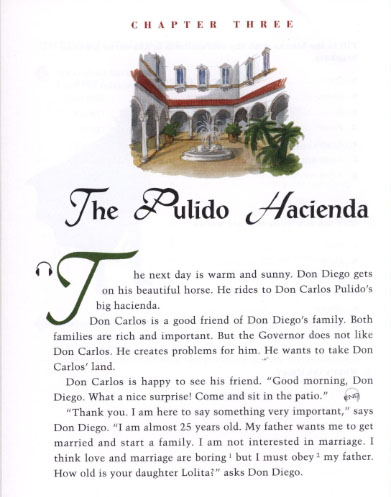 CHAPTER THREE
The Pulido Hacienda
The next day is warm and sunny. Don Diego gets
on his beautiful horse. He rides to Don Carlos Pulido's
big hacienda.
Don Carlos is a good friend of Don Diego's family. Both
families are rich and important. But the Governor does not like
Don Carlos. He creates problems for him. He wants to take Don
Carlos' land.
Don Carlos is happy to see his friend. "Good morning, Don
Diego. What a nice surprise! Come and sit in the patio."
"Thank you. I am here to say something very important," says
Don Diego. "I am almost 25 years old. My father wants me to get
married and start a family. I am not interested in marriage. I
think love and marriage are boring ¹ but I must obey ² my father.
How old is your daughter Lolita?" asks Don Diego.